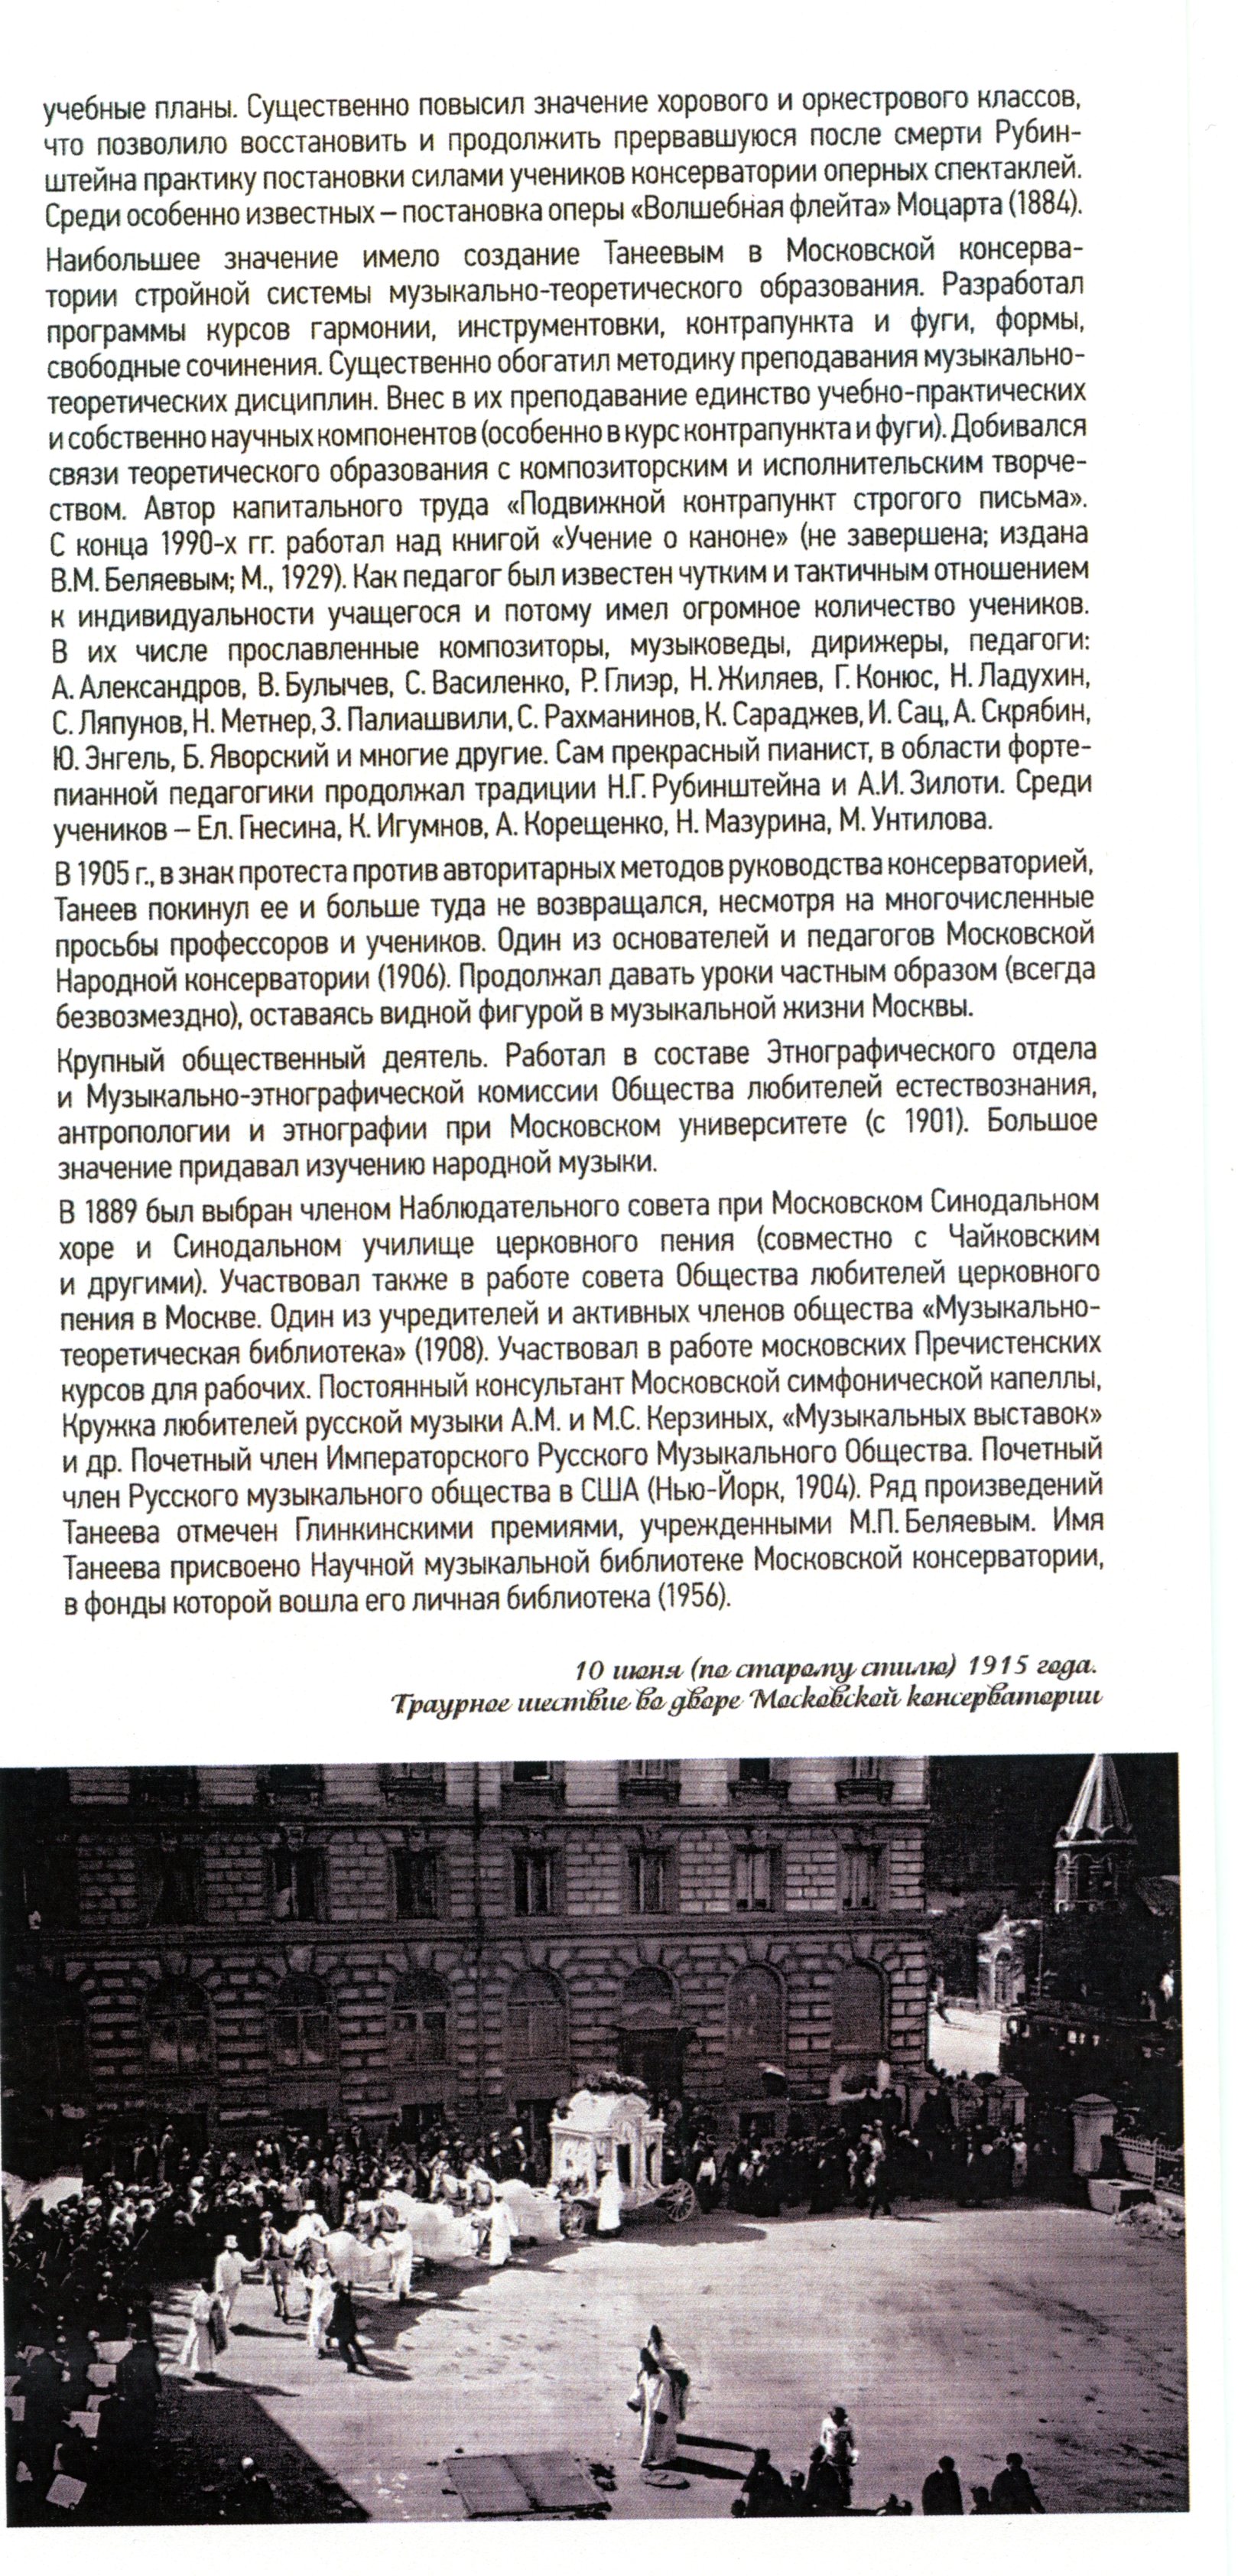 учебные планы. Существенно повысил значение хорового и оркестрового классов,
что позволило восстановить и продолжить прервавшуюся после смерти Рубин-
штейна практику постановки силами учеников консерватории оперных спектаклей.
Среди особенно известных – постановка оперы «Волшебная флейта» Моцарта (1884).
Наибольшее значение имело создание Танеевым в Московской консерва-
тории стройной системы музыкально-теоретического образования. Разработал
программы курсов гармонии, инструментовки, контрапункта и фуги, формы,
свободные сочинения. Существенно обогатил методику преподавания музыкально-
теоретических дисциплин. Внес в их преподавание единство учебно-практических
и собственно научных компонентов (особенно в курс контрапункта и фуги). Добивался
связи теоретического образования с композиторским и исполнительским творче-
ством. Автор капитального труда «Подвижной контрапункт строгого письма».
С конца 1990-х гг. работал над книгой «Учение о каноне» (не завершена; издана
В.М. Беляевым; М., 1929). Как педагог был известен чутким и тактичным отношением
к индивидуальности учащегося и потому имел огромное количество учеников.
В их числе прославленные композиторы, музыковеды, дирижеры, педагоги:
А. Александров, В. Булычев, С. Василенко, Р. Глиэр, Н. Жиляев, Г. Конюс, Н. Ладухин,
С. Ляпунов, Н. Метнер, З. Палиашвили, С. Рахманинов, К. Сараджев, И. Сац, А. Скрябин,
Ю. Энгель, Б. Яворский и многие другие. Сам прекрасный пианист, в области форте-
пианной педагогики продолжал традиции Н.Г. Рубинштейна и А.И. Зилоти. Среди
учеников – Ел. Гнесина, К. Игумнов, А. Корещенко, Н. Мазурина, М. Унтилова.
В 1905 г., в знак протеста против авторитарных методов руководства консерваторией,
Танеев покинул ее и больше туда не возвращался, несмотря на многочисленные
просьбы профессоров и учеников. Один из основателей и педагогов Московской
Народной консерватории (1906). Продолжал давать уроки частным образом (всегда
безвозмездно), оставаясь видной фигурой в музыкальной жизни Москвы.
Крупный общественный деятель. Работал в составе Этнографического отдела
и Музыкально-этнографической комиссии Общества любителей естествознания,
антропологии и этнографии при Московском университете (с 1901). Большое
значение придавал изучению народной музыки.
В 1889 был выбран членом Наблюдательного совета при Московском Синодальном
хоре и Синодальном училище церковного пения (совместно с Чайковским
и другими). Участвовал также в работе совета Общества любителей церковного
пения в Москве. Один из учредителей и активных членов общества «Музыкально-
теоретическая библиотека» (1908). Участвовал в работе московских Пречистенских
курсов для рабочих. Постоянный консультант Московской симфонической капеллы,
Кружка любителей русской музыки А.М. и М.С. Керзиных, «Музыкальных выставок»
и др. Почетный член Императорского Русского Музыкального Общества. Почетный
член Русского музыкального общества в США (Нью-Йорк, 1904). Ряд произведений
Танеева отмечен Глинкинскими премиями, учрежденными М.П. Беляевым. Имя
Танеева присвоено Научной музыкальной библиотеке Московской консерватории,
в фонды которой вошла его личная библиотека (1956).
10 июня (по старому стилю) 1915 года.
Траурное шествие во дворе Московской консерватории